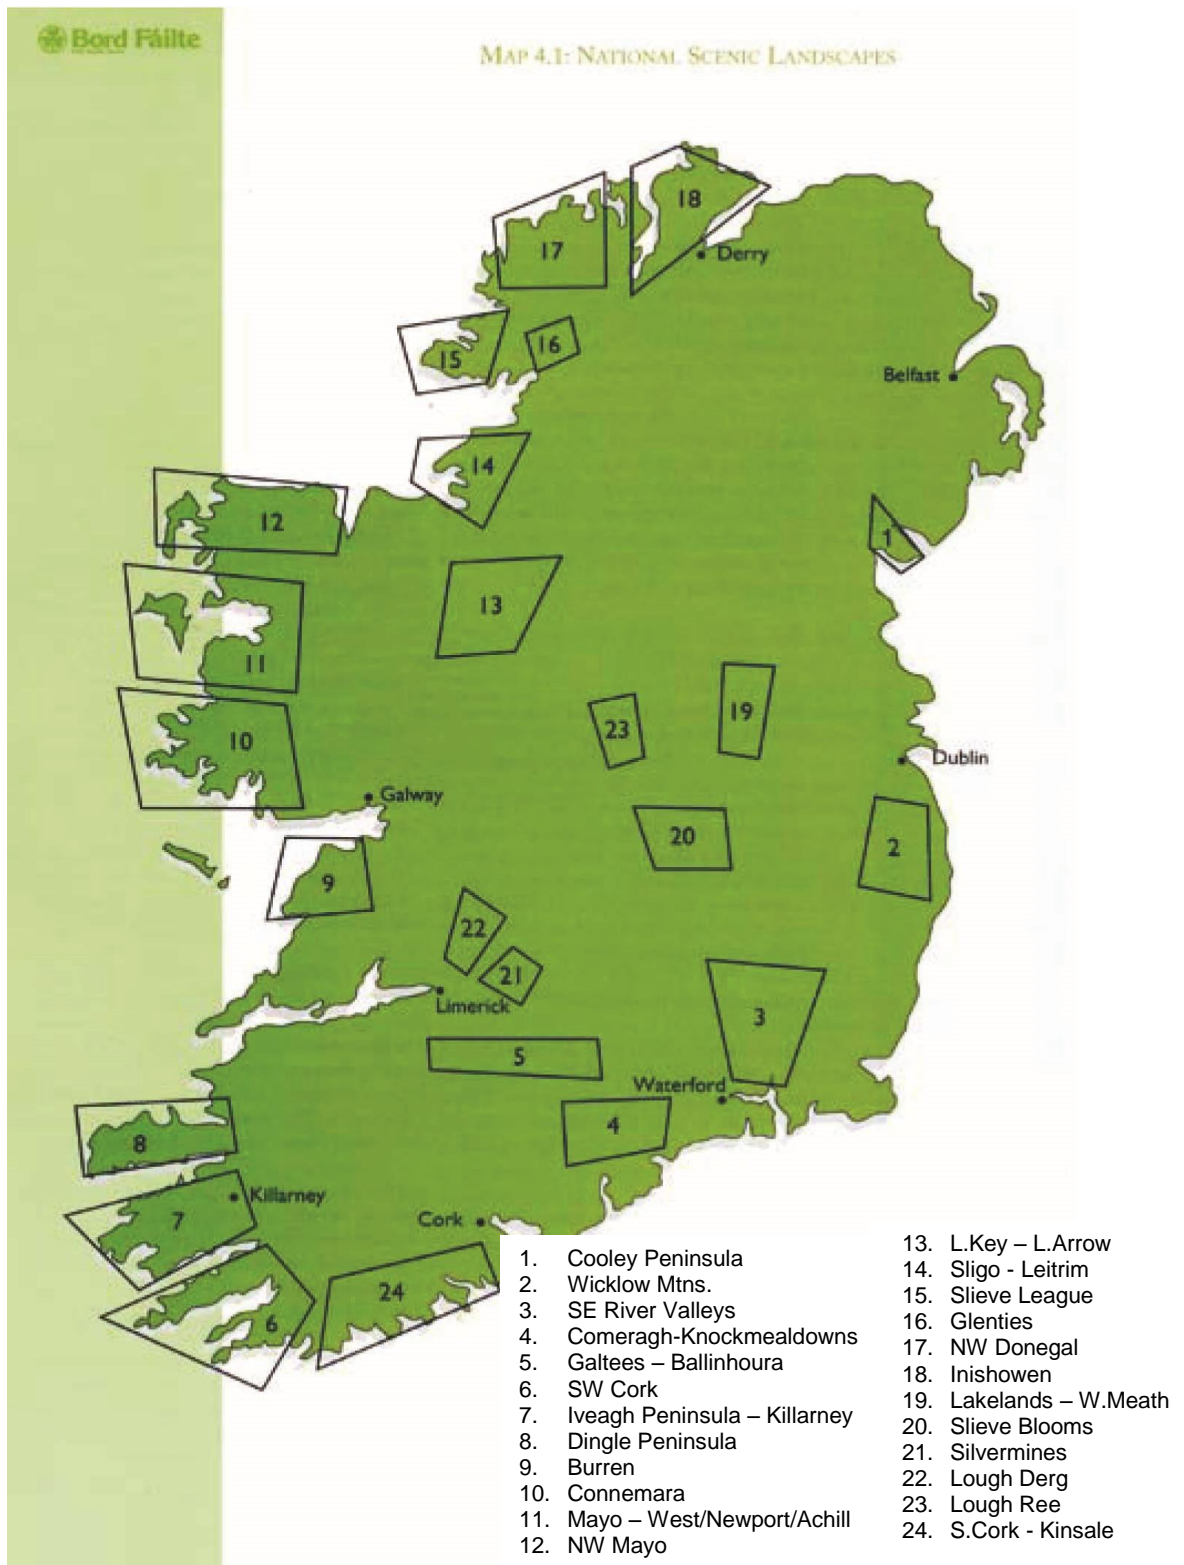 Bord Fáilte
MAP 4.1: NATIONAL SCENIC LANDSCAPES
18
17
Derry
16
15
Belfast
14
12
1
13
11
23
19
10
Dublin
Galway
20
2
9
22
21
Limerick
3
5
Waterford
4
8
Killarney
7
Cork
24
6
1. Cooley Peninsula
2. Wicklow Mtns.
3. SE River Valleys
4. Comeragh-Knockmealdowns
5. Galtees – Ballinhoura
6. SW Cork
7. Iveagh Peninsula – Killarney
8. Dingle Peninsula
9. Burren
10. Connemara
11. Mayo – West/Newport/Achill
12. NW Mayo
13. L.Key – L.Arrow
14. Sligo - Leitrim
15. Slieve League
16. Glenties
17. NW Donegal
18. Inishowen
19. Lakelands – W.Meath
20. Slieve Blooms
21. Silvermines
22. Lough Derg
23. Lough Ree
24. S.Cork - Kinsale